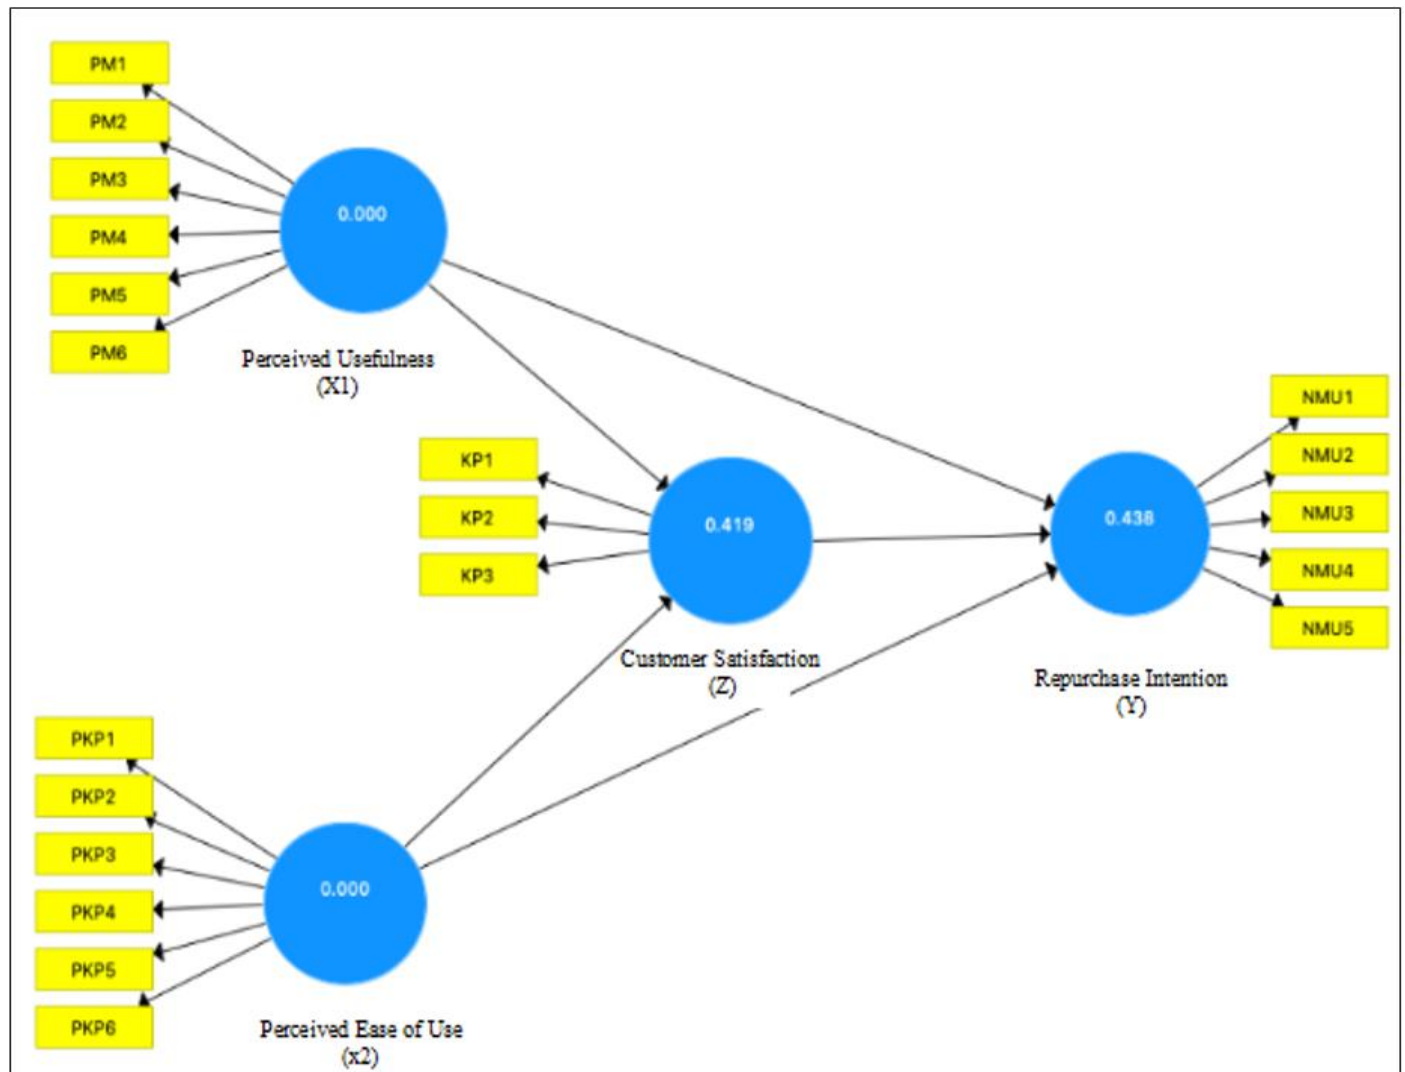 PM1
PM2
PM3
PM4
PM5
PM6
0.000
Perceived Usefulness
(X1)
KP1
KP2
KP3
0.419
Customer Satisfaction
(Z)
NMU1
NMU2
NMU3
NMU4
NMU5
0.438
Repurchase Intention
(Y)
PKP1
PKP2
PKP3
PKP4
PKP5
PKP6
0.000
Perceived Ease of Use
(x2)